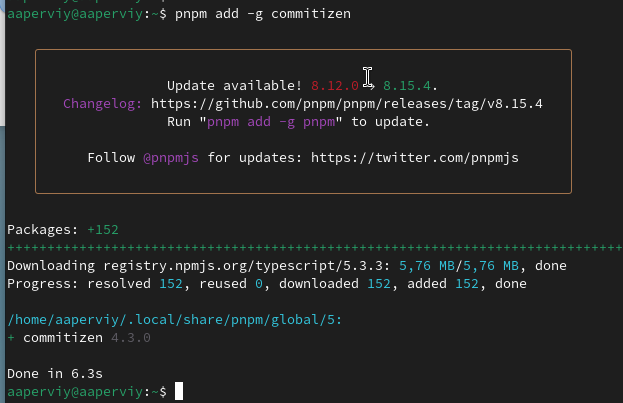 aaperviy@aaperviy:~$ pnpm add -g commitizen
Update available! 8.12.0 → 8.15.4.
Changelog: https://github.com/pnpm/pnpm/releases/tag/v8.15.4
Run "pnpm add -g pnpm" to update.
Follow @pnpmjs for updates: https://twitter.com/pnpmjs
Packages: +152
++++++++++++++++++++++++++++++++++++++++++++++++++++++++++++++++++++++++++++++
Downloading registry.npmjs.org/typescript/5.3.3: 5,76 MB/5,76 MB, done
Progress: resolved 152, reused 0, downloaded 152, added 152, done
/home/aaperviy/.local/share/pnpm/global/5:
+ commitizen 4.3.0
Done in 6.3s
aaperviy@aaperviy:~$